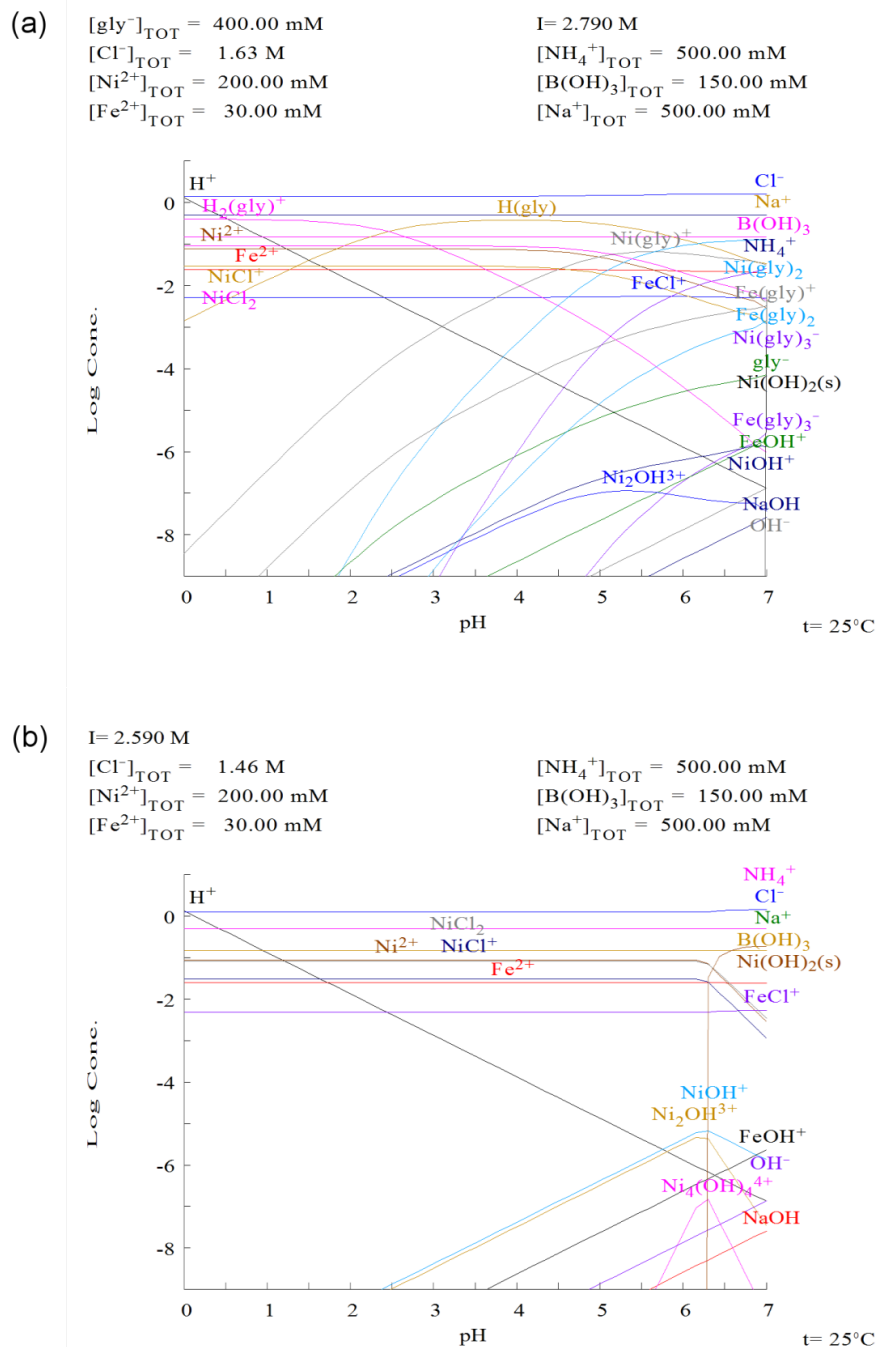 (a)
[gly⁻]TOT = 400.00 mM
I= 2.790 M
[Cl⁻]TOT = 1.63 M
[NH₄⁺]TOT = 500.00 mM
[Ni²⁺]TOT = 200.00 mM
[B(OH)₃]TOT = 150.00 mM
[Fe²⁺]TOT = 30.00 mM
[Na⁺]TOT = 500.00 mM
H⁺
Cl⁻
Na⁺
H₂(gly)⁺
H(gly)
B(OH)₃
Ni²⁺
Ni(gly)⁺
NH₄⁺
Fe²⁺
Ni(gly)₂
NiCl⁺
FeCl⁺
Fe(gly)⁺
NiCl₂
Fe(gly)₂
Ni(gly)₃⁻
gly⁻
Ni(OH)₂(s)
Fe(gly)₃⁻
FeOH⁺
NiOH⁺
Ni₂OH³⁺
NaOH
OH⁻
0
-2
-4
-6
-8
Log Conc.
0 1 2 3 4 5 6 7
pH
t= 25°C
(b)
I= 2.590 M
[Cl⁻]TOT = 1.46 M
[NH₄⁺]TOT = 500.00 mM
[Ni²⁺]TOT = 200.00 mM
[B(OH)₃]TOT = 150.00 mM
[Fe²⁺]TOT = 30.00 mM
[Na⁺]TOT = 500.00 mM
NH₄⁺
H⁺
Cl⁻
NiCl₂
Na⁺
Ni²⁺
NiCl⁺
B(OH)₃
Fe²⁺
Ni(OH)₂(s)
FeCl⁺
NiOH⁺
Ni₂OH³⁺
FeOH⁺
OH⁻
Ni₄(OH)₄⁴⁺
NaOH
0
-2
-4
-6
-8
Log Conc.
0 1 2 3 4 5 6 7
pH
t= 25°C